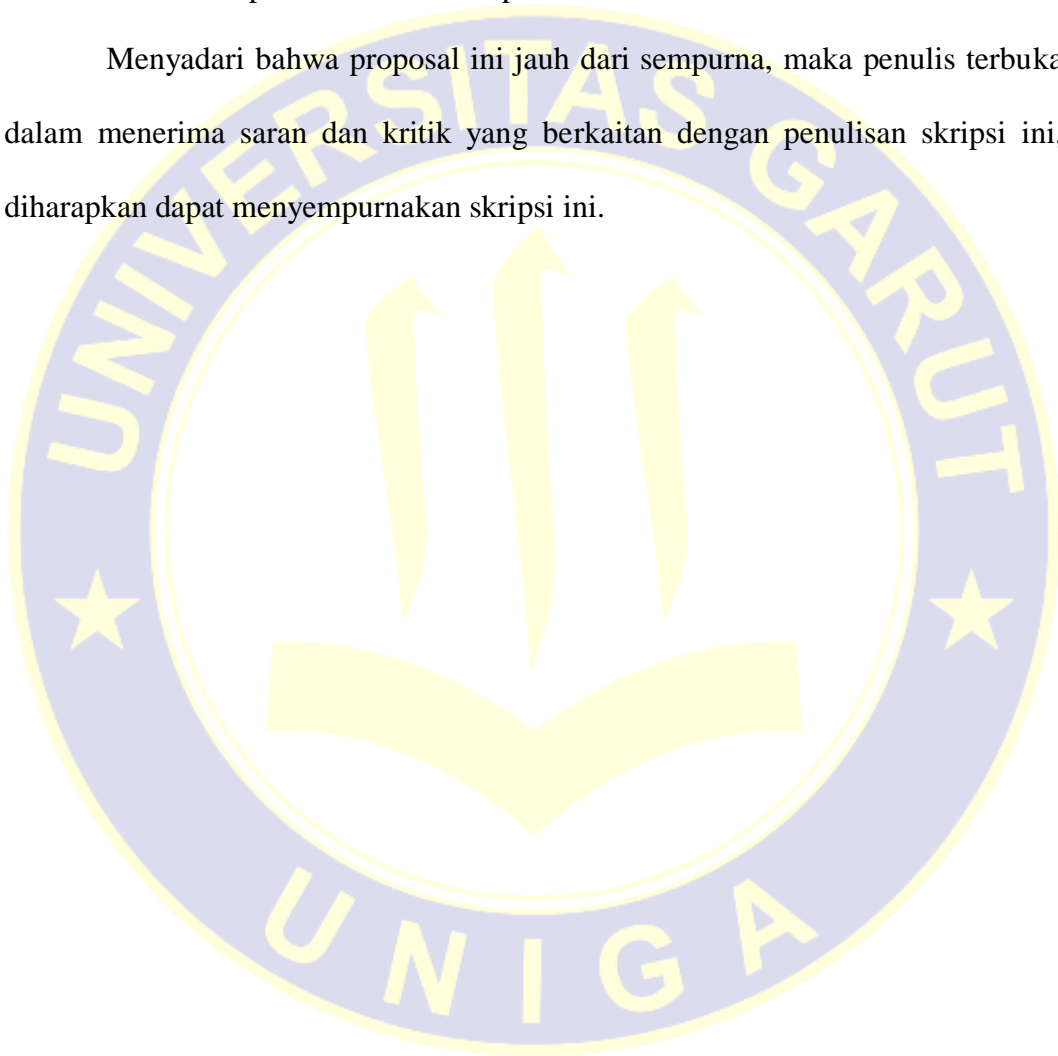 Menyadari bahwa proposal ini jauh dari sempurna, maka penulis terbuka
dalam menerima saran dan kritik yang berkaitan dengan penulisan skripsi ini,
diharapkan dapat menyempurnakan skripsi ini.
UNIVERSITAS GARUT
UNIGA